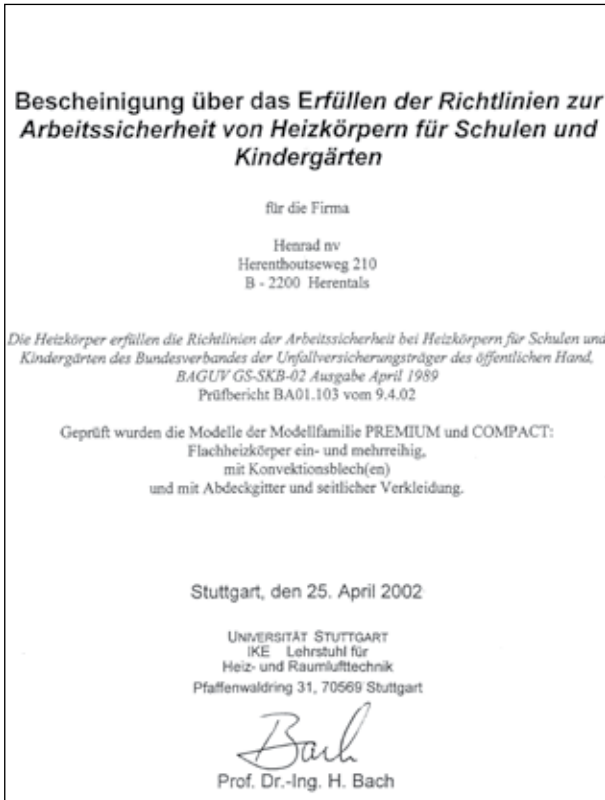 Bescheinigung über das Erfüllen der Richtlinien zur
Arbeitssicherheit von Heizkörpern für Schulen und
Kindergärten
für die Firma
Henrad nv
Herenthoutseweg 210
B - 2200 Herentals
Die Heizkörper erfüllen die Richtlinien der Arbeitssicherheit bei Heizkörpern für Schulen und
Kindergärten des Bundesverbandes der Unfallversicherungsträger des öffentlichen Hand,
BAGUV GS-SKB-02 Ausgabe April 1989
Prüfbericht BA01.103 vom 9.4.02
Geprüft wurden die Modelle der Modellfamilie PREMIUM und COMPACT:
Flachheizkörper ein- und mehrreihig,
mit Konvektionsblech(en)
und mit Abdeckgitter und seitlicher Verkleidung.
Stuttgart, den 25. April 2002
UNIVERSITÄT STUTTGART
IKE Lehrstuhl für
Heiz- und Raumlufttechnik
Pfaffenwaldring 31, 70569 Stuttgart
Bach
Prof. Dr.-Ing. H. Bach